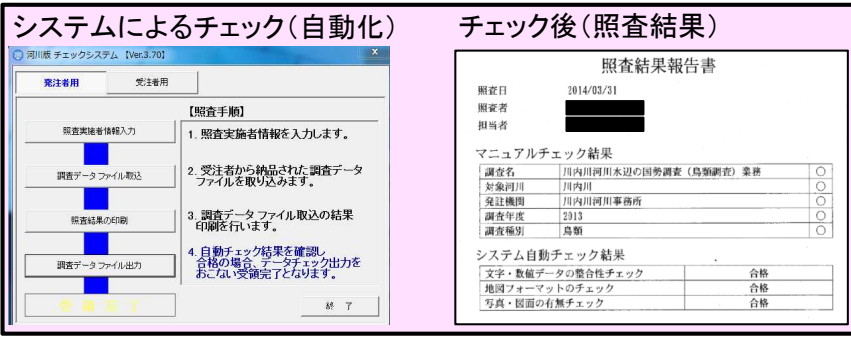 システムによるチェック(自動化)
チェック後(照査結果)
河川版 チェックシステム 【Ver.3.70】
X
発注者用
受注者用
【照査手順】
照査実施者情報入力
1. 照査実施者情報を入力します。
調査データファイル取込
2. 受注者から納品された調査データ
ファイルを取り込みます。
照査結果の印刷
3. 調査データファイル取込の結果
印刷を行います。
調査データファイル出力
4. 自動チェック結果を確認し
合格の場合、データチェック出力を
おこない受領完了となります。
受 領 完 了
終 了
照査結果報告書
照査日 2014/03/31
照査者
担当者
マニュアルチェック結果
調査名 川内川河川水辺の国勢調査(鳥類調査)業務 ○
対象河川 川内川 ○
発注機関 川内川河川事務所 ○
調査年度 2013 ○
調査種別 鳥類 ○
システム自動チェック結果
文字・数値データの整合性チェック 合格
地図フォーマットのチェック 合格
写真・図面の有無チェック 合格